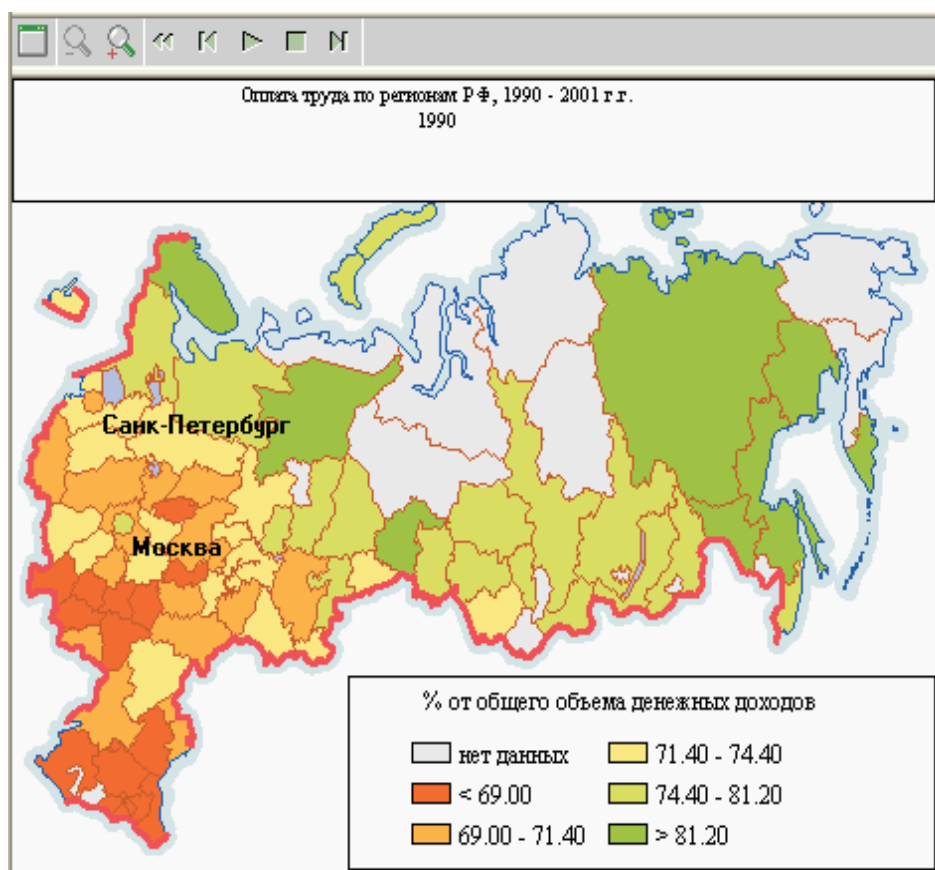 Оплата труда по регионам РФ, 1990 - 2001 г.г.
1990
Санк-Петербург
Москва
% от общего объема денежных доходов
нет данных
< 69.00
69.00 - 71.40
71.40 - 74.40
74.40 - 81.20
> 81.20